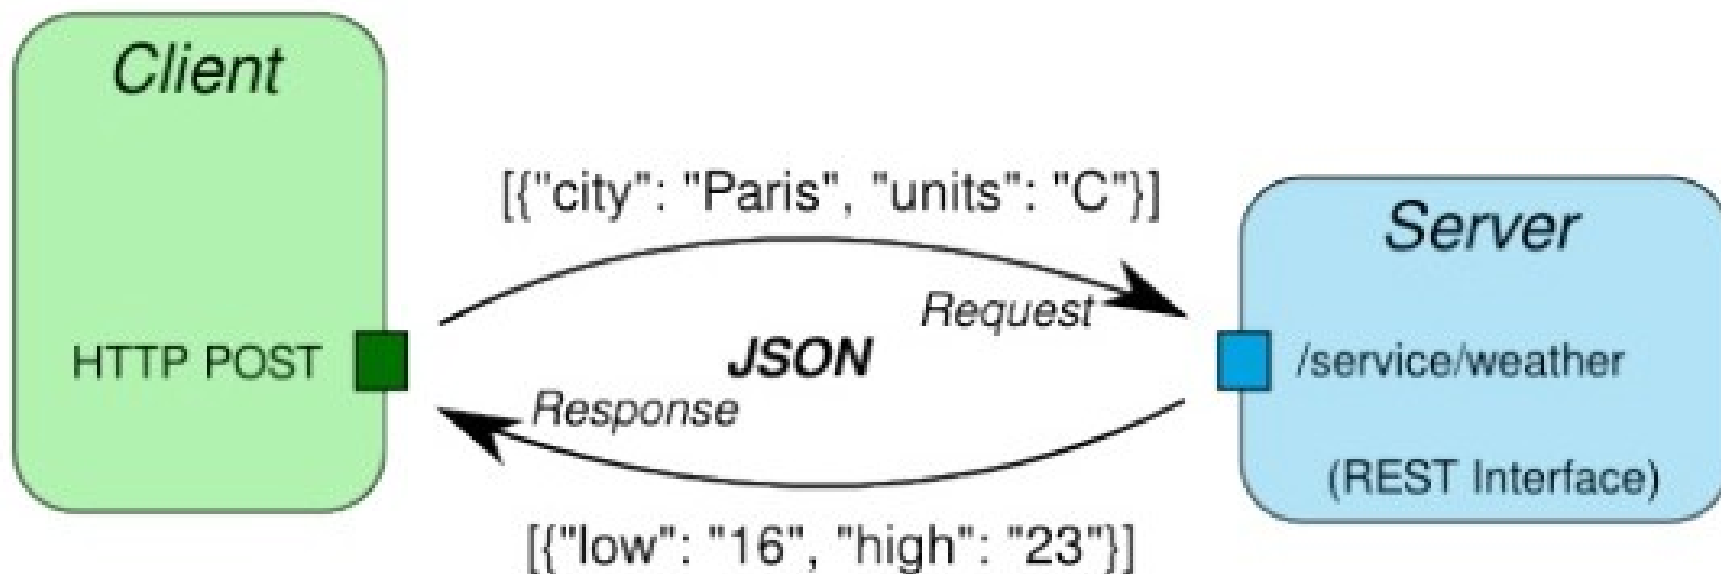 Client
[{"city": "Paris", "units": "C"}]
Server
Request
HTTP POST
JSON
/service/weather
Response
(REST Interface)
[{"low": "16", "high": "23"}]